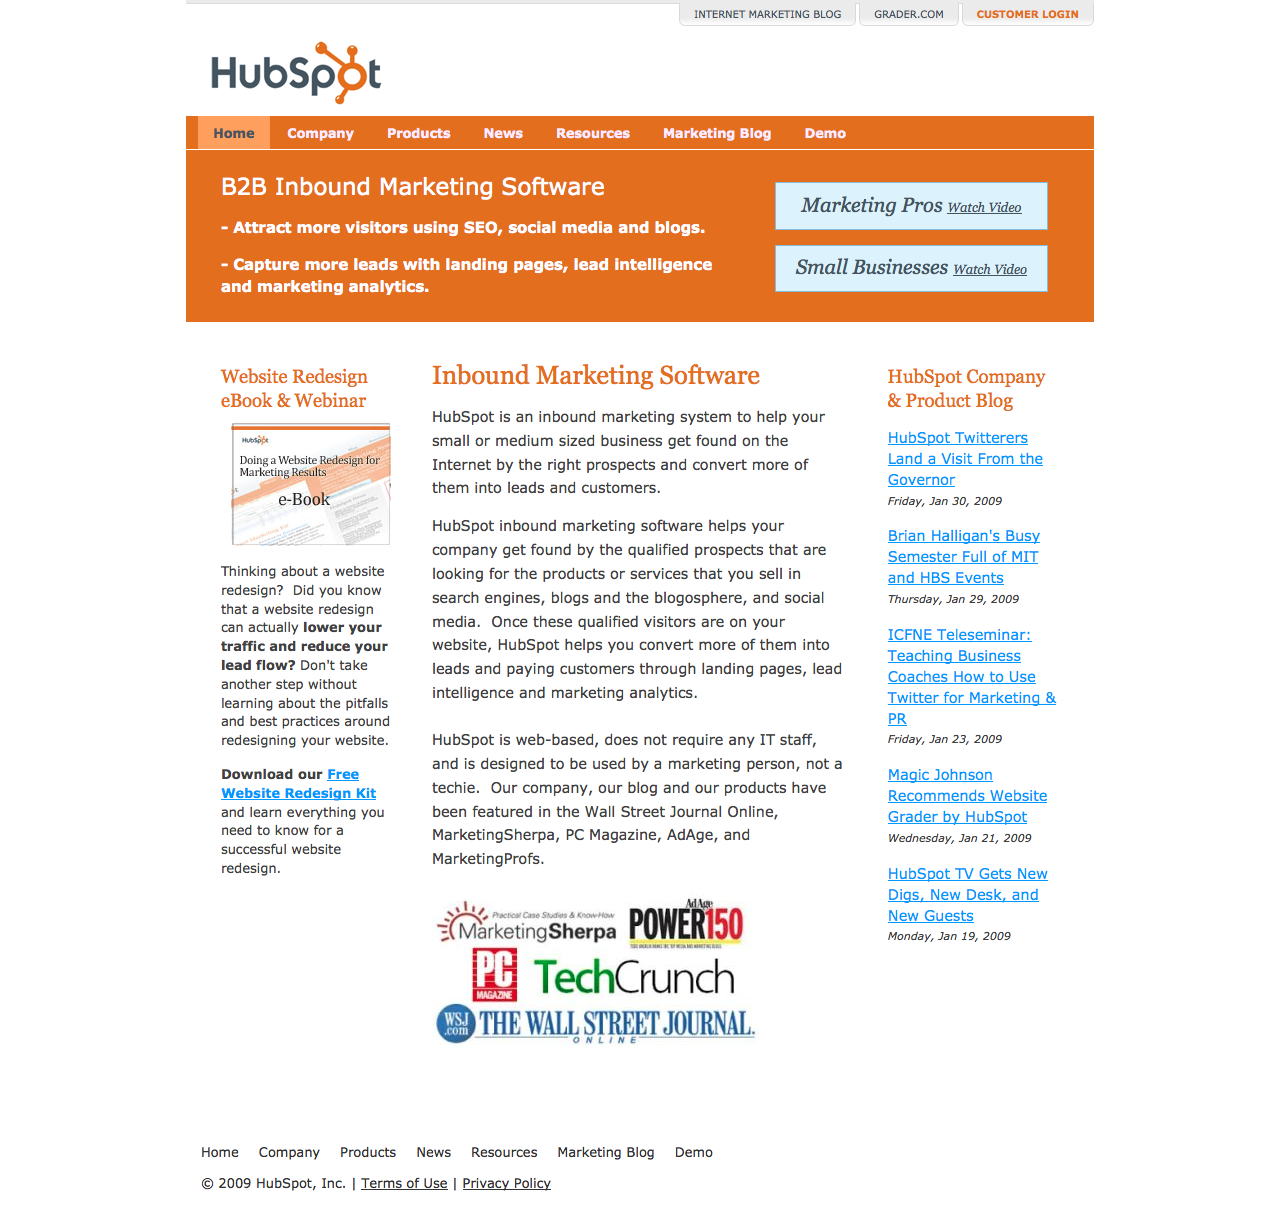 INTERNET MARKETING BLOG
GRADER.COM
CUSTOMER LOGIN
HubSpot
Home Company Products News Resources Marketing Blog Demo
B2B Inbound Marketing Software
- Attract more visitors using SEO, social media and blogs.
- Capture more leads with landing pages, lead intelligence
and marketing analytics.
Marketing Pros Watch Video
Small Businesses Watch Video
Website Redesign
eBook & Webinar
HubSpot
Doing a Website Redesign for
Marketing Results
e-Book
Thinking about a website
redesign?  Did you know
that a website redesign
can actually lower your
traffic and reduce your
lead flow? Don't take
another step without
learning about the pitfalls
and best practices around
redesigning your website.
Download our Free
Website Redesign Kit
and learn everything you
need to know for a
successful website
redesign.
Inbound Marketing Software
HubSpot is an inbound marketing system to help your
small or medium sized business get found on the
Internet by the right prospects and convert more of
them into leads and customers.
HubSpot inbound marketing software helps your
company get found by the qualified prospects that are
looking for the products or services that you sell in
search engines, blogs and the blogosphere, and social
media.  Once these qualified visitors are on your
website, HubSpot helps you convert more of them into
leads and paying customers through landing pages, lead
intelligence and marketing analytics.
HubSpot is web-based, does not require any IT staff,
and is designed to be used by a marketing person, not a
techie.  Our company, our blog and our products have
been featured in the Wall Street Journal Online,
MarketingSherpa, PC Magazine, AdAge, and
MarketingProfs.
Practical Case Studies & Know-How
MarketingSherpa
AdAge
POWER150
PC
MAGAZINE
TechCrunch
WSJ
.com
THE WALL STREET JOURNAL.
ONLINE
HubSpot Company
& Product Blog
HubSpot Twitterers
Land a Visit From the
Governor
Friday, Jan 30, 2009
Brian Halligan's Busy
Semester Full of MIT
and HBS Events
Thursday, Jan 29, 2009
ICFNE Teleseminar:
Teaching Business
Coaches How to Use
Twitter for Marketing &
PR
Friday, Jan 23, 2009
Magic Johnson
Recommends Website
Grader by HubSpot
Wednesday, Jan 21, 2009
HubSpot TV Gets New
Digs, New Desk, and
New Guests
Monday, Jan 19, 2009
Home Company Products News Resources Marketing Blog Demo
© 2009 HubSpot, Inc. | Terms of Use | Privacy Policy